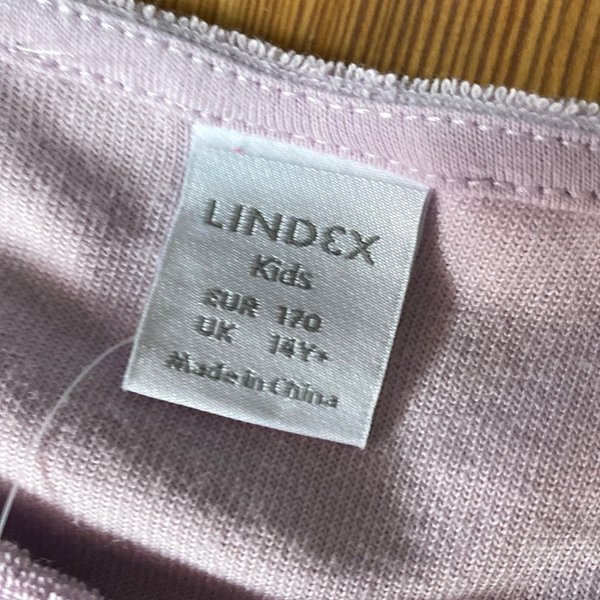 LINDEX
Kids
EUR 170
UK 14Y+
Made in China